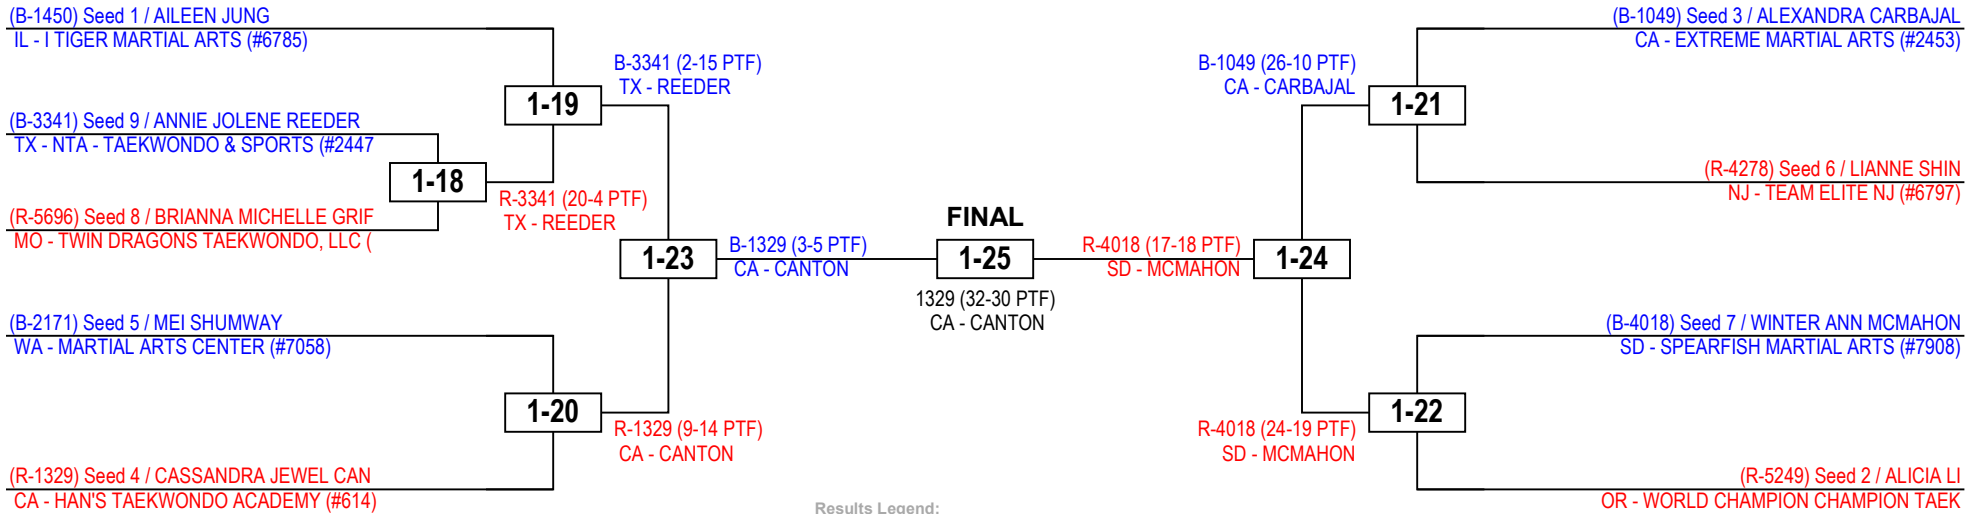 (B-1450) Seed 1 / AILEEN JUNG
IL - I TIGER MARTIAL ARTS (#6785)
B-3341 (2-15 PTF)
TX - REEDER
1-19
(B-3341) Seed 9 / ANNIE JOLENE REEDER
TX - NTA - TAEKWONDO & SPORTS (#2447
1-18
R-3341 (20-4 PTF)
TX - REEDER
(R-5696) Seed 8 / BRIANNA MICHELLE GRIF
MO - TWIN DRAGONS TAEKWONDO, LLC (
1-23
B-1329 (3-5 PTF)
CA - CANTON
(B-2171) Seed 5 / MEI SHUMWAY
WA - MARTIAL ARTS CENTER (#7058)
1-20
R-1329 (9-14 PTF)
CA - CANTON
(R-1329) Seed 4 / CASSANDRA JEWEL CAN
CA - HAN'S TAEKWONDO ACADEMY (#614)
FINAL
1-25
1329 (32-30 PTF)
CA - CANTON
Results Legend:
(B-1049) Seed 3 / ALEXANDRA CARBAJAL
CA - EXTREME MARTIAL ARTS (#2453)
B-1049 (26-10 PTF)
CA - CARBAJAL
1-21
(R-4278) Seed 6 / LIANNE SHIN
NJ - TEAM ELITE NJ (#6797)
R-4018 (17-18 PTF)
SD - MCMAHON
1-24
(B-4018) Seed 7 / WINTER ANN MCMAHON
SD - SPEARFISH MARTIAL ARTS (#7908)
1-22
R-4018 (24-19 PTF)
SD - MCMAHON
(R-5249) Seed 2 / ALICIA LI
OR - WORLD CHAMPION CHAMPION TAEK